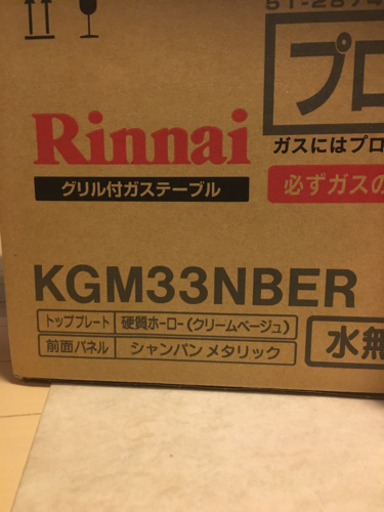 プロ
Rinnai
ガスにはプロ
グリル付ガステーブル
必ずガスの
KGM33NBER
トッププレート 硬質ホーロー(クリームベージュ)
前面パネル シャンパン メタリック
水無